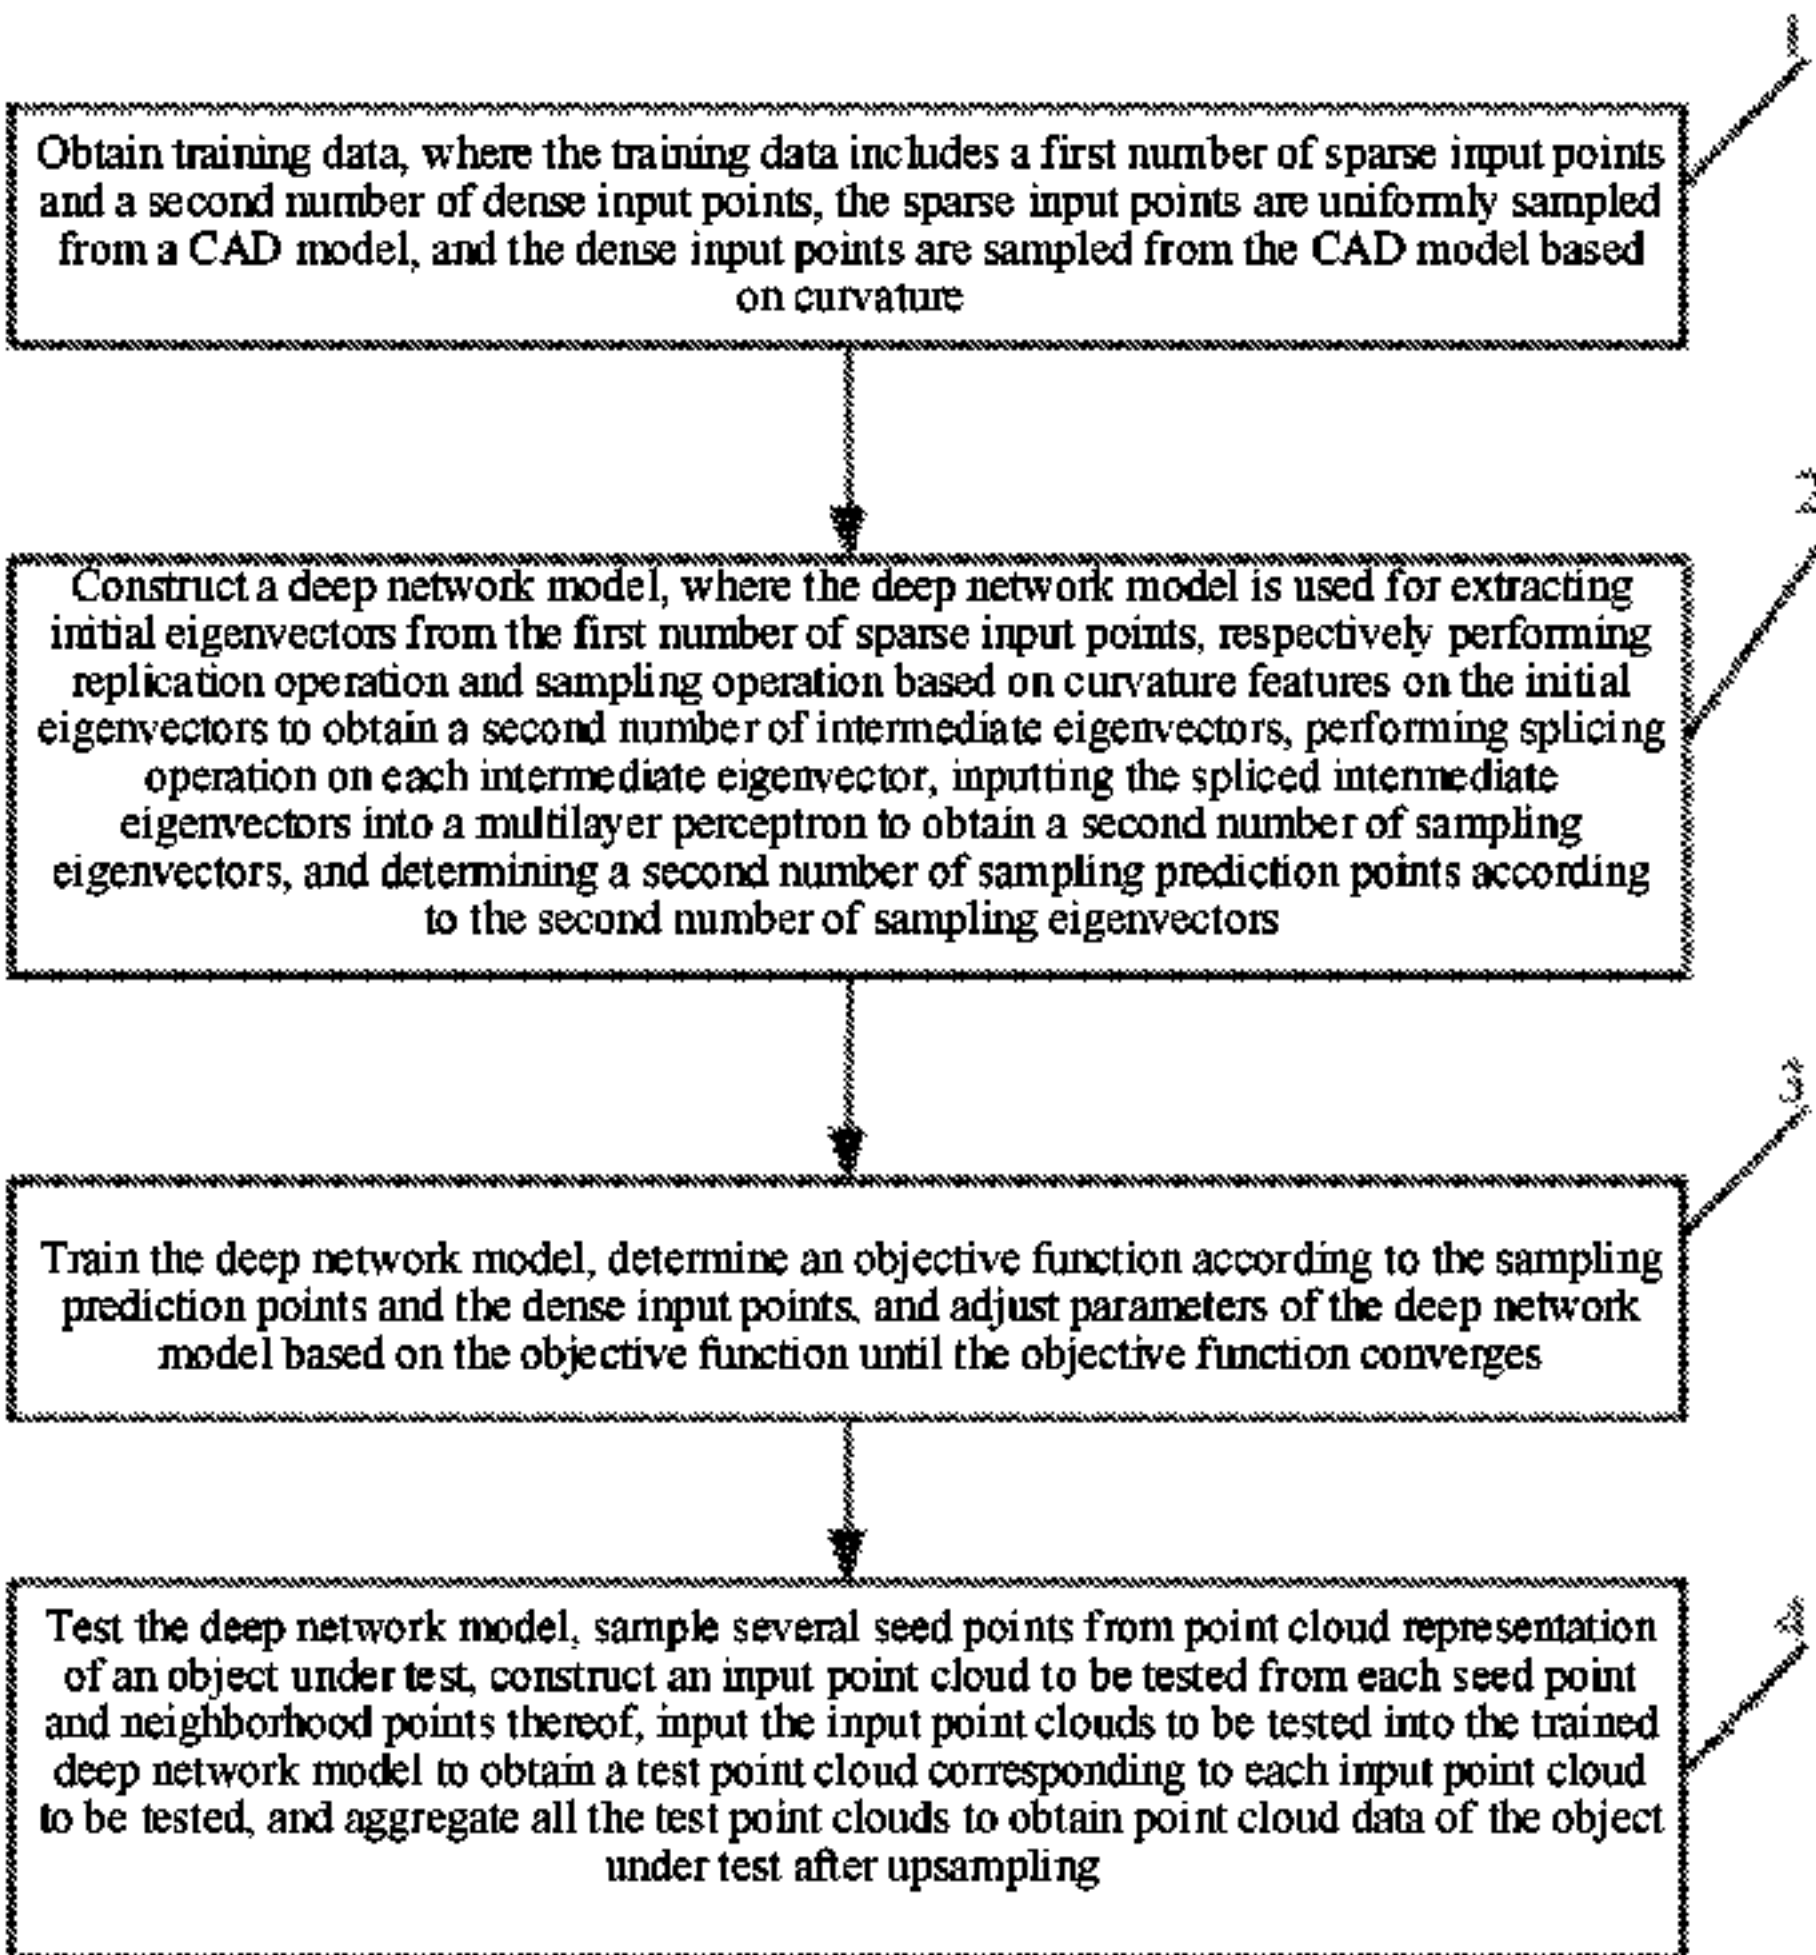 1
Obtain training data, where the training data includes a first number of sparse input points
and a second number of dense input points, the sparse input points are uniformly sampled
from a CAD model, and the dense input points are sampled from the CAD model based
on curvature
2
Construct a deep network model, where the deep network model is used for extracting
initial eigenvectors from the first number of sparse input points, respectively performing
replication operation and sampling operation based on curvature features on the initial
eigenvectors to obtain a second number of intermediate eigenvectors, performing splicing
operation on each intermediate eigenvector, inputting the spliced intermediate
eigenvectors into a multilayer perceptron to obtain a second number of sampling
eigenvectors, and determining a second number of sampling prediction points according
to the second number of sampling eigenvectors
3
Train the deep network model, determine an objective function according to the sampling
prediction points and the dense input points, and adjust parameters of the deep network
model based on the objective function until the objective function converges
4
Test the deep network model, sample several seed points from point cloud representation
of an object under test, construct an input point cloud to be tested from each seed point
and neighborhood points thereof, input the input point clouds to be tested into the trained
deep network model to obtain a test point cloud corresponding to each input point cloud
to be tested, and aggregate all the test point clouds to obtain point cloud data of the object
under test after upsampling